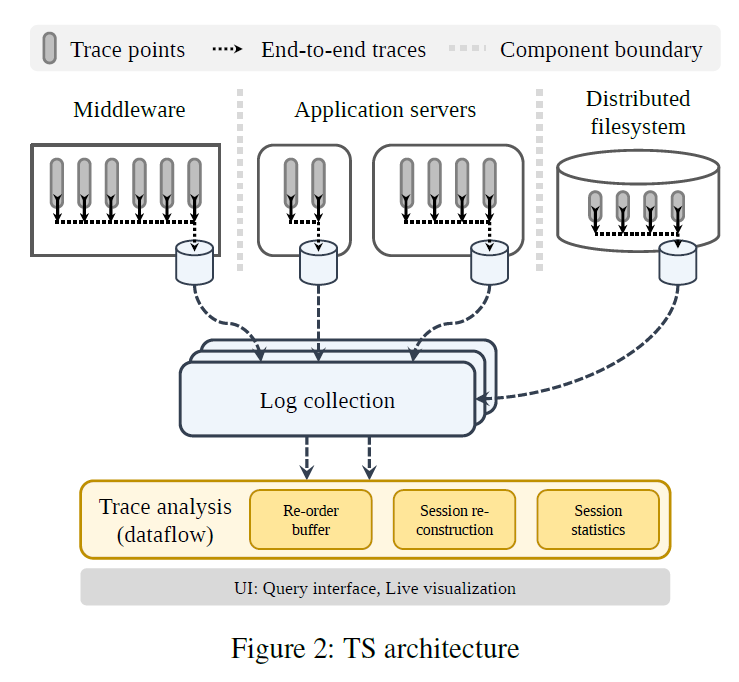 Trace points
End-to-end traces
Component boundary
Middleware
Application servers
Distributed
filesystem
Log collection
Trace analysis
(dataflow)
Re-order
buffer
Session re-
construction
Session
statistics
UI: Query interface, Live visualization
Figure 2: TS architecture